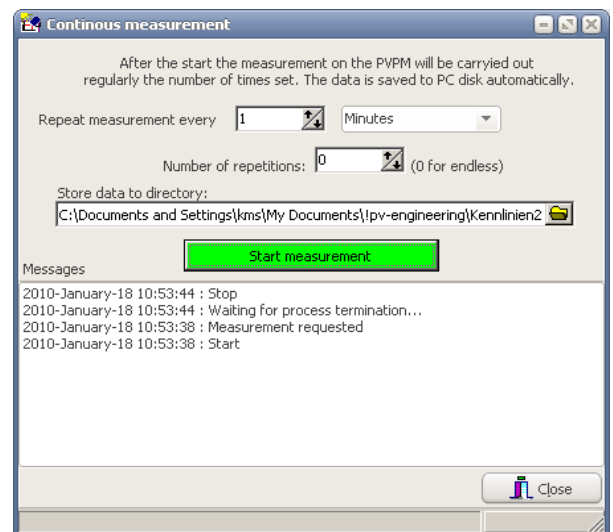 Continous measurement
After the start the measurement on the PVPM will be carryied out
regularly the number of times set. The data is saved to PC disk automatically.
Repeat measurement every 1 Minutes
Number of repetitions: 0 (0 for endless)
Store data to directory:
C:\Documents and Settings\kms\My Documents\!pv-engineering\Kennlinien2
Start measurement
Messages
2010-January-18 10:53:44 : Stop
2010-January-18 10:53:44 : Waiting for process termination...
2010-January-18 10:53:38 : Measurement requested
2010-January-18 10:53:38 : Start
Close